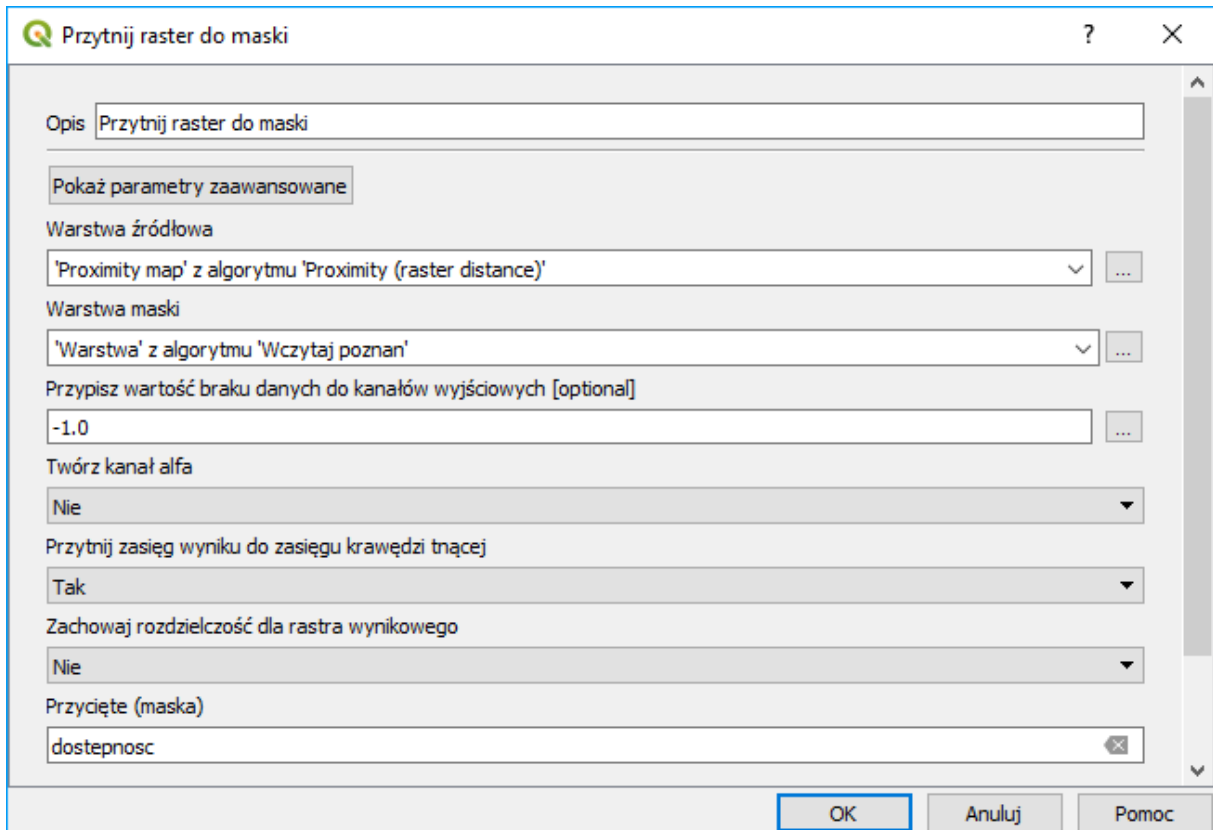 Przytnij raster do maski
Opis Przytnij raster do maski
Pokaż parametry zaawansowane
Warstwa źródłowa
'Proximity map' z algorytmu 'Proximity (raster distance)'
...
Warstwa maski
'Warstwa' z algorytmu 'Wczytaj poznan'
...
Przypisz wartość braku danych do kanałów wyjściowych [optional]
-1.0
...
Twórz kanał alfa
Nie
Przytnij zasięg wyniku do zasięgu krawędzi tnącej
Tak
Zachowaj rozdzielczość dla rastra wynikowego
Nie
Przycięte (maska)
dostepnosc
OK Anuluj Pomoc